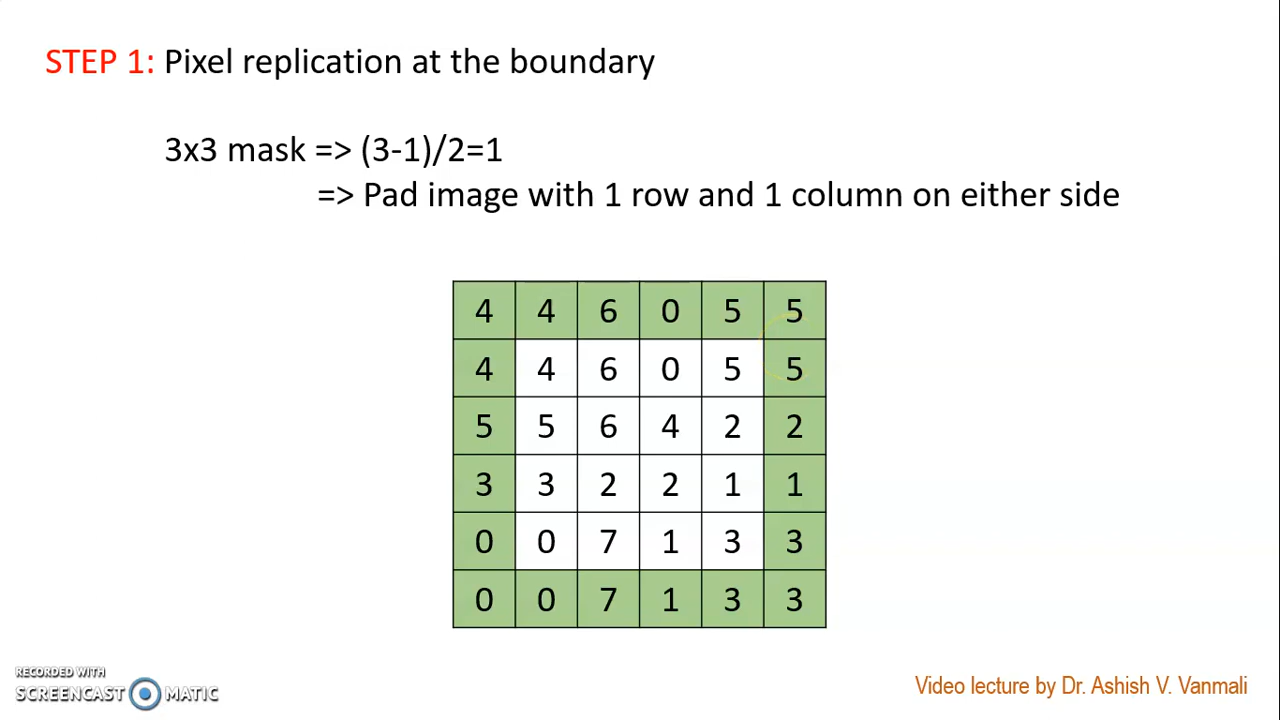 STEP 1: Pixel replication at the boundary
3x3 mask => (3-1)/2=1
=> Pad image with 1 row and 1 column on either side
4 4 6 0 5 5
4 4 6 0 5 5
5 5 6 4 2 2
3 3 2 2 1 1
0 0 7 1 3 3
0 0 7 1 3 3
RECORDED WITH
SCREENCAST MATIC
Video lecture by Dr. Ashish V. Vanmali